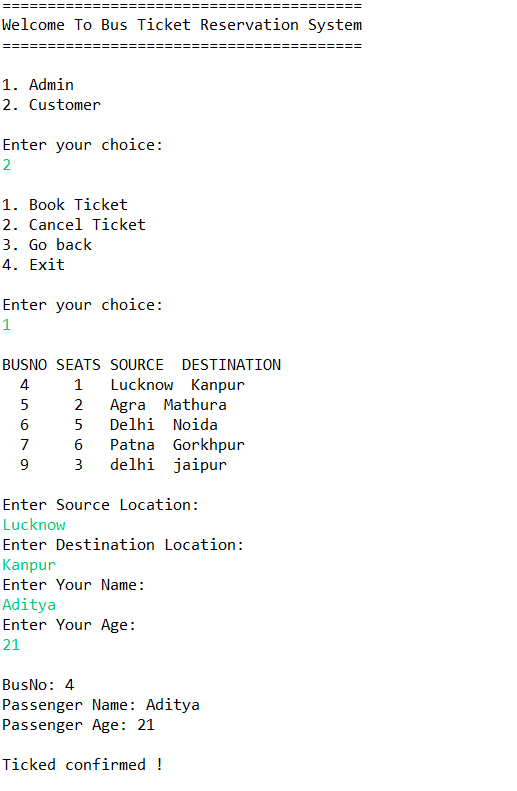 ========================================
Welcome To Bus Ticket Reservation System
========================================
1. Admin
2. Customer
Enter your choice:
2
1. Book Ticket
2. Cancel Ticket
3. Go back
4. Exit
Enter your choice:
1
BUSNO SEATS SOURCE  DESTINATION
  4     1   Lucknow  Kanpur
  5     2   Agra  Mathura
  6     5   Delhi  Noida
  7     6   Patna  Gorkhpur
  9     3   delhi  jaipur
Enter Source Location:
Lucknow
Enter Destination Location:
Kanpur
Enter Your Name:
Aditya
Enter Your Age:
21
BusNo: 4
Passenger Name: Aditya
Passenger Age: 21
Ticked confirmed !